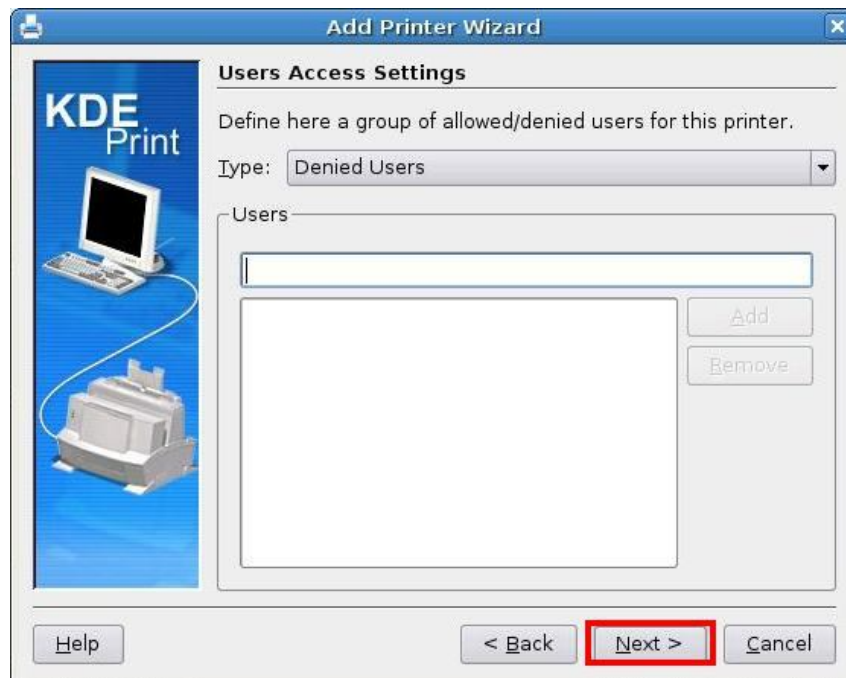 Add Printer Wizard
KDE
Print
Users Access Settings
Define here a group of allowed/denied users for this printer.
Type: Denied Users
Users
Add
Remove
Help < Back Next > Cancel